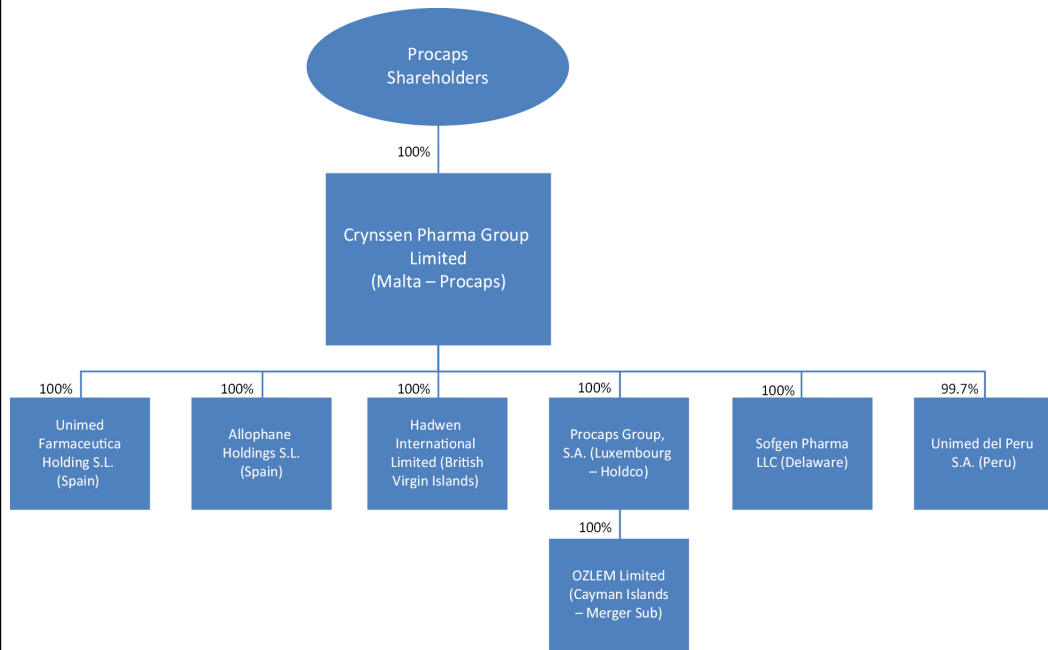 Procaps
Shareholders
100%
Crynssen Pharma Group
Limited
(Malta – Procaps)
100%
100%
100%
100%
100%
99.7%
Unimed
Farmaceutica
Holding S.L.
(Spain)
Allophane
Holdings S.L.
(Spain)
Hadwen
International
Limited (British
Virgin Islands)
Procaps Group,
S.A. (Luxembourg
– Holdco)
Sofgen Pharma
LLC (Delaware)
Unimed del Peru
S.A. (Peru)
100%
OZLEM Limited
(Cayman Islands
– Merger Sub)